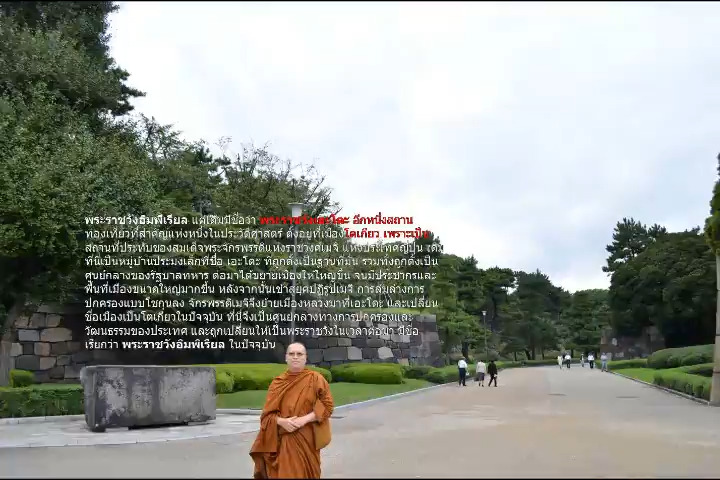 พระราชวังอิมพีเรียล แต่เดิมมีชื่อว่า พระราชวังเอโดะ อีกหนึ่งสถาน
ท่องเที่ยวที่สำคัญแห่งหนึ่งในประวัติศาสตร์ ตั้งอยู่ที่เมืองโตเกียว เพราะเป็น
สถานที่ประทับของสมเด็จพระจักรพรรดิแห่งราชวงศ์เมจิ แห่งประเทศญี่ปุ่น เดิม
ที่นี่เป็นหมู่บ้านประมงเล็กที่ชื่อ เอะโดะ ที่ถูกตั้งเป็นฐานที่มั่น รวมทั้งถูกตั้งเป็น
ศูนย์กลางของรัฐบาลทหาร ต่อมาได้ขยายเมืองให้ใหญ่ขึ้น จนมีประชากรและ
พื้นที่เมืองขนาดใหญ่มากขึ้น หลังจากนั้นเข้าสู่ยุคปฏิรูปเมจิ การล้มล้างการ
ปกครองแบบโชกุนลง จักรพรรดิเมจิจึงย้ายเมืองหลวงมาที่เอะโดะ และเปลี่ยน
ชื่อเมืองเป็นโตเกียวในปัจจุบัน ที่นี่จึงเป็นศูนย์กลางทางการปกครองและ
วัฒนธรรมของประเทศ และถูกเปลี่ยนให้เป็นพระราชวังในเวลาต่อมา มีชื่อ
เรียกว่า พระราชวังอิมพีเรียล ในปัจจุบัน